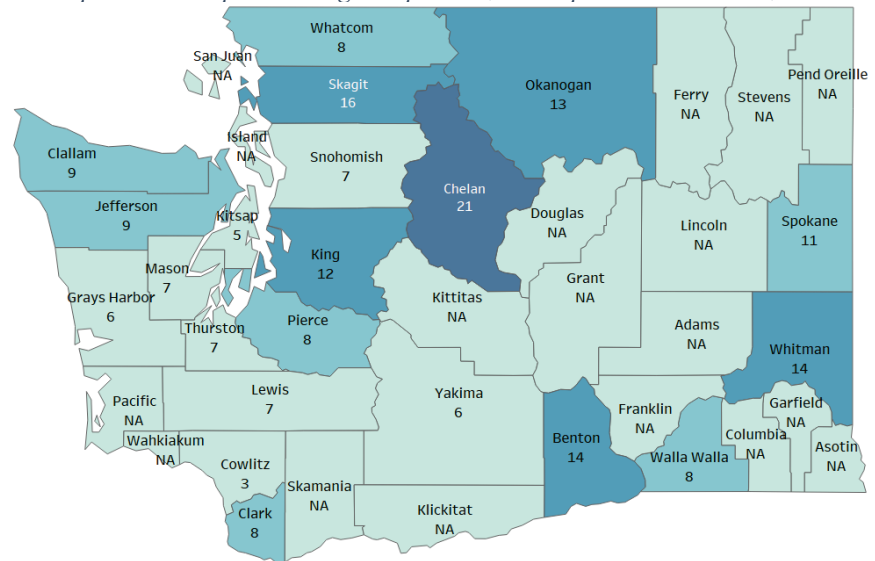 Whatcom
8
San Juan
NA
Skagit
16
Okanogan
13
Ferry
NA
Stevens
NA
Pend Oreille
NA
Island
NA
Clallam
9
Snohomish
7
Chelan
21
Jefferson
9
Kitsap
5
Douglas
NA
Lincoln
NA
Spokane
11
King
12
Mason
7
Grays Harbor
6
Kittitas
NA
Grant
NA
Thurston
7
Pierce
8
Adams
NA
Whitman
14
Pacific
NA
Lewis
7
Yakima
6
Franklin
NA
Garfield
NA
Wahkiakum
NA
Benton
14
Walla Walla
8
Columbia
NA
Asotin
NA
Cowlitz
3
Skamania
NA
Klickitat
NA
Clark
8